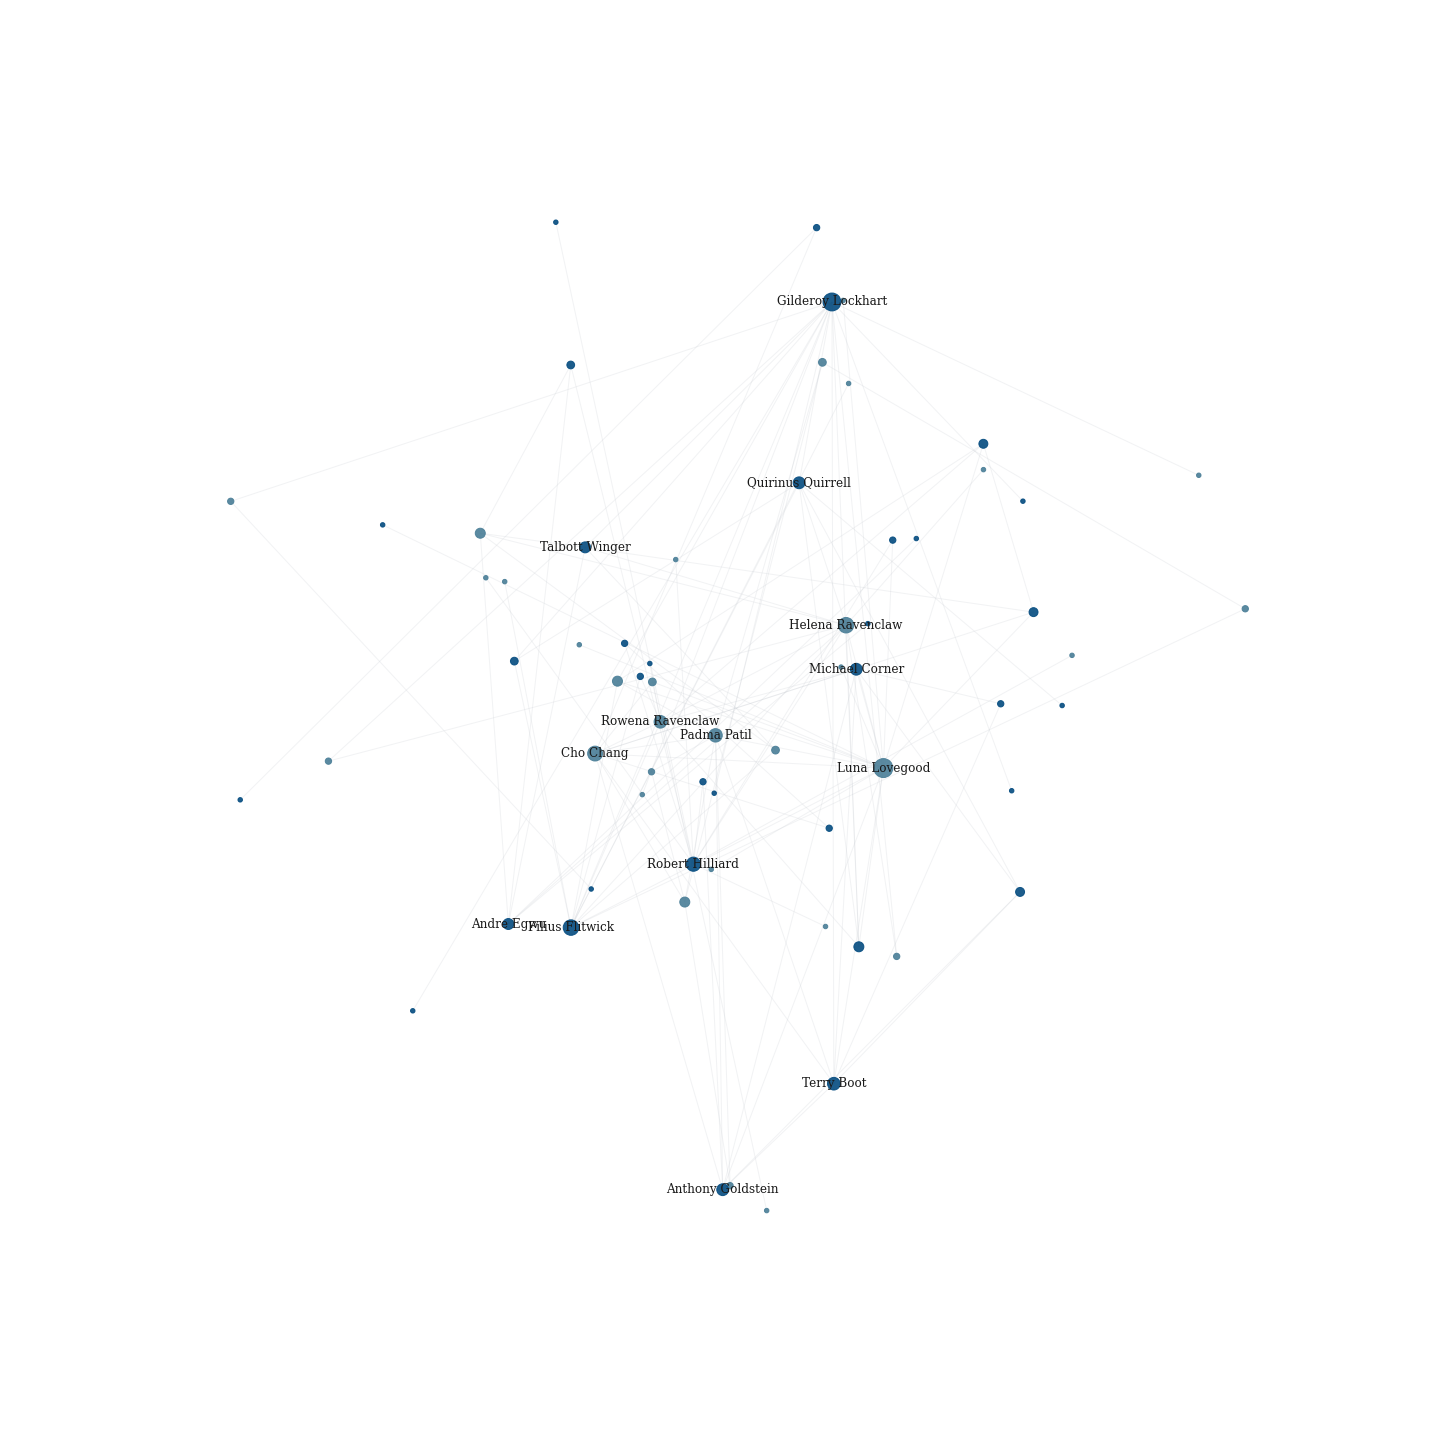 Gilderoy Lockhart
Quirinus Quirrell
Talbott Winger
Helena Ravenclaw
Michael Corner
Rowena Ravenclaw
Padma Patil
Cho Chang
Luna Lovegood
Robert Hilliard
Andre Egwu
Filius Flitwick
Terry Boot
Anthony Goldstein